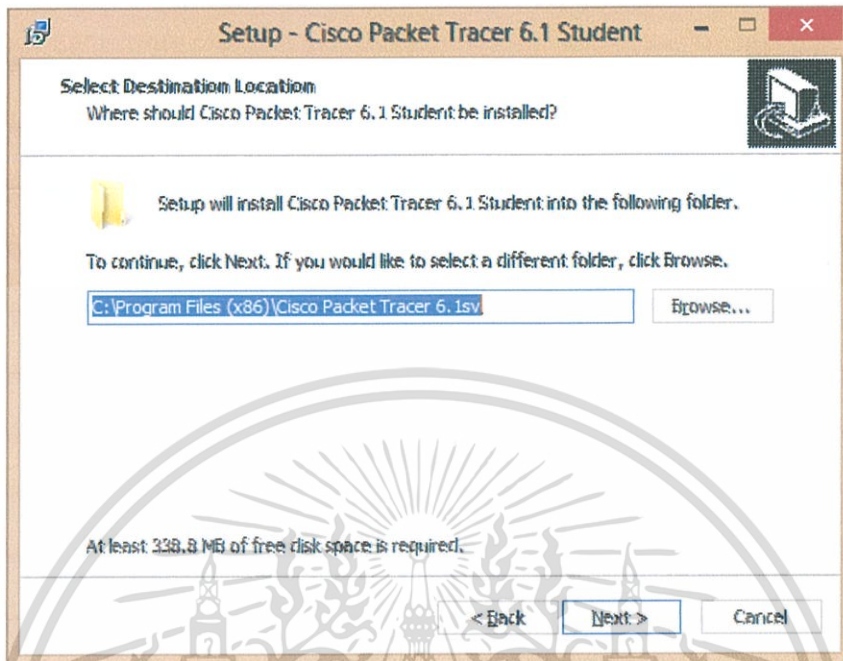 Setup - Cisco Packet Tracer 6.1 Student
Select Destination Location
Where should Cisco Packet Tracer 6.1 Student be installed?
Setup will install Cisco Packet Tracer 6.1 Student into the following folder.
To continue, click Next. If you would like to select a different folder, click Browse.
C:\Program Files (x86)\Cisco Packet Tracer 6.1sv
Browse...
At least 338.8 MB of free disk space is required.
< Back
Next >
Cancel